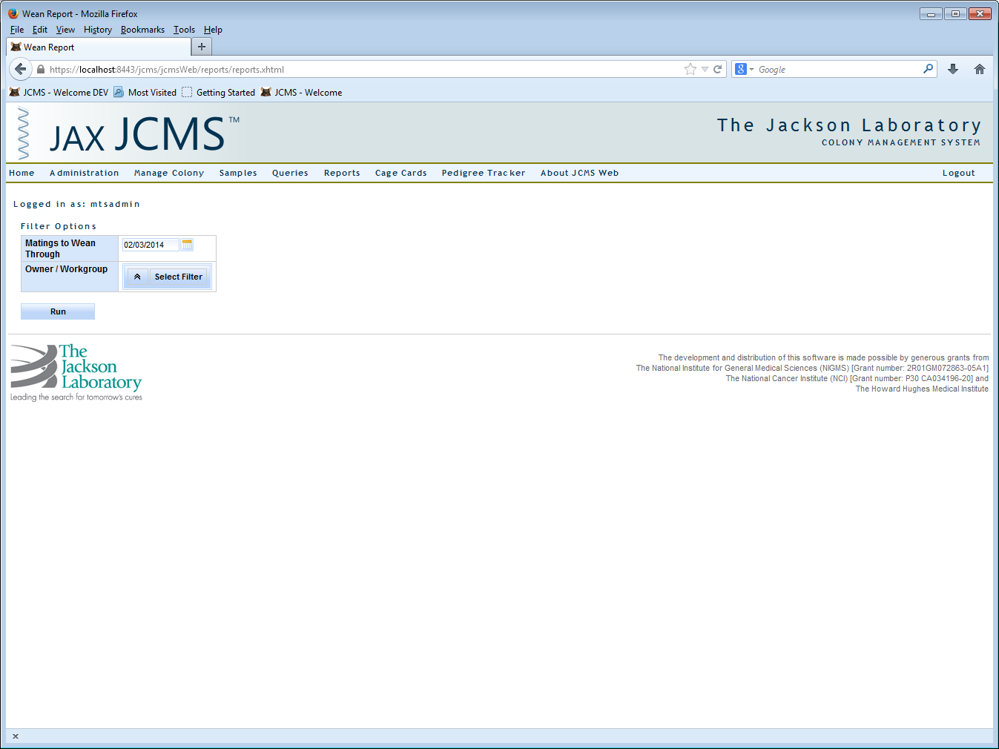 Wean Report - Mozilla Firefox
File Edit View History Bookmarks Tools Help
Wean Report +
https://localhost:8443/jcms/jcmsWeb/reports/reports.xhtml
8 Google
JCMS - Welcome DEV Most Visited Getting Started JCMS - Welcome
JAX JCMS™
The Jackson Laboratory
COLONY MANAGEMENT SYSTEM
Home Administration Manage Colony Samples Queries Reports Cage Cards Pedigree Tracker About JCMS Web Logout
Logged in as: mtsadmin
Filter Options
Matings to Wean Through 02/03/2014
Owner / Workgroup Select Filter
Run
The
Jackson
Laboratory
Leading the search for tomorrow's cures
The development and distribution of this software is made possible by generous grants from
The National Institute for General Medical Sciences (NIGMS) [Grant number: 2R01GM072863-05A1]
The National Cancer Institute (NCI) [Grant number: P30 CA034196-20] and
The Howard Hughes Medical Institute
x